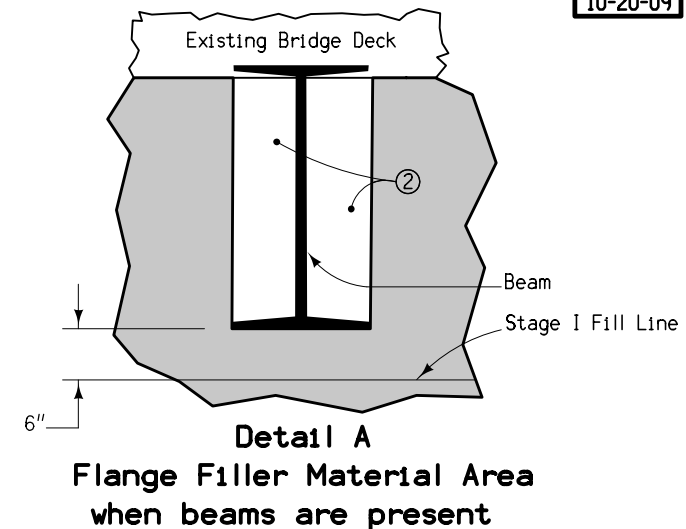 10-20-09
Existing Bridge Deck
2
Beam
Stage I Fill Line
6"
Detail A
Flange Filler Material Area
when beams are present